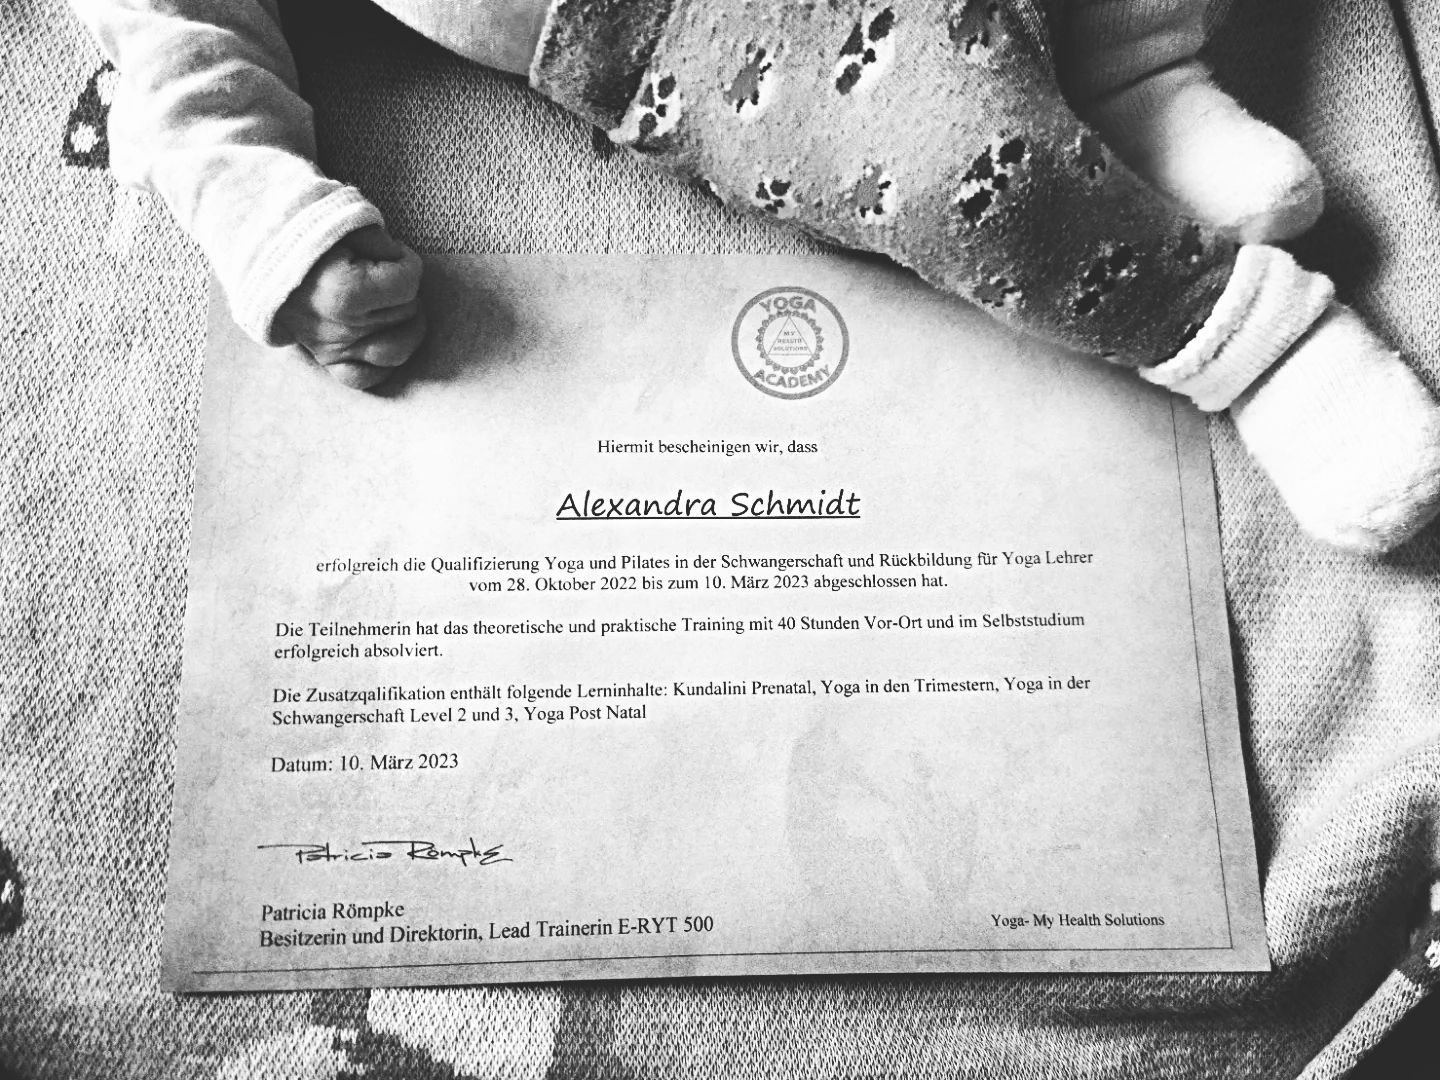 YOGA
MY
HEALTH
SOLUTIONS
ACADEMY
Hiermit bescheinigen wir, dass
Alexandra Schmidt
erfolgreich die Qualifizierung Yoga und Pilates in der Schwangerschaft und Rückbildung für Yoga Lehrer
vom 28. Oktober 2022 bis zum 10. März 2023 abgeschlossen hat.
Die Teilnehmerin hat das theoretische und praktische Training mit 40 Stunden Vor-Ort und im Selbststudium
erfolgreich absolviert.
Die Zusatzqalifikation enthält folgende Lerninhalte: Kundalini Prenatal, Yoga in den Trimestern, Yoga in der
Schwangerschaft Level 2 und 3, Yoga Post Natal
Datum: 10. März 2023
Patricia Römpke
Patricia Römpke
Besitzerin und Direktorin, Lead Trainerin E-RYT 500
Yoga- My Health Solutions